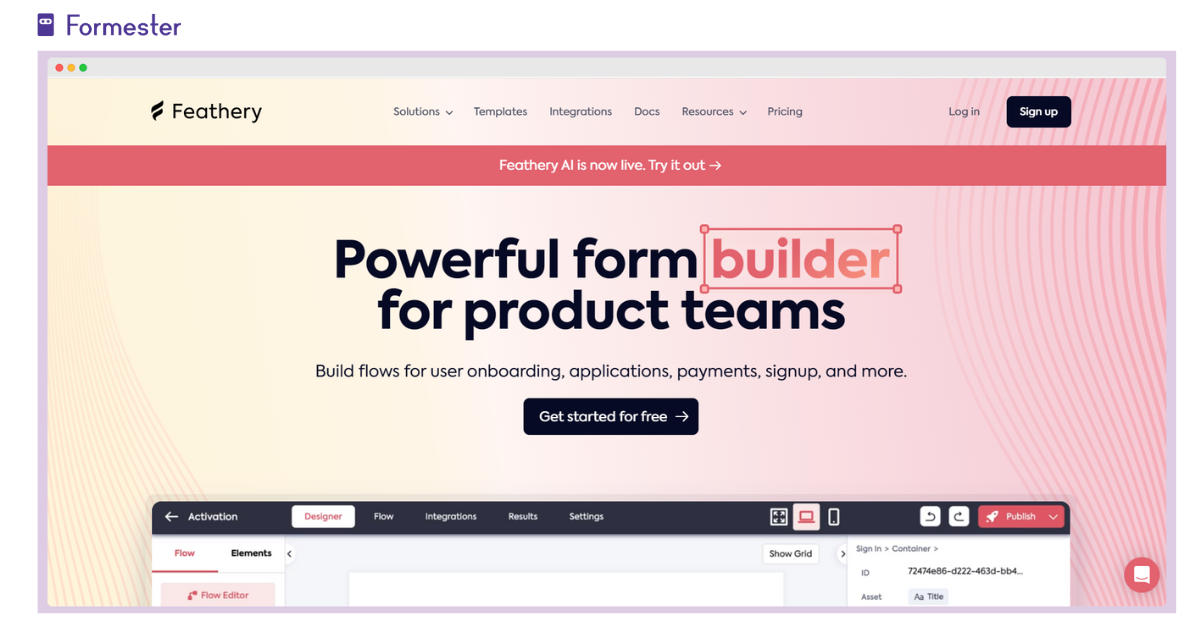 Formester
Feathery
Solutions Templates Integrations Docs Resources Pricing
Log in
Sign up
Feathery AI is now live. Try it out →
Powerful form builder
for product teams
Build flows for user onboarding, applications, payments, signup, and more.
Get started for free →
← Activation
Designer Flow Integrations Results Settings
Publish
Flow Elements
Show Grid
Sign In > Container >
ID 72474e86-d222-463d-bb4...
Flow Editor
Asset Aa Title